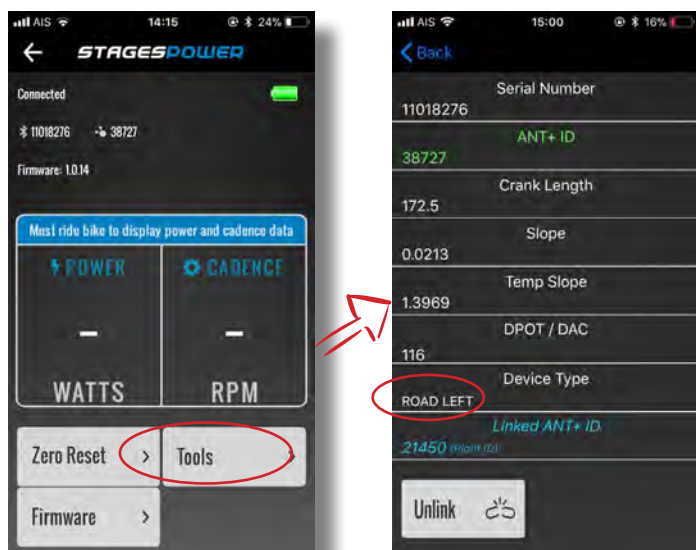 AIS 14:15 24%
STAGESPOWER
Connected
11018276 38727
Firmware: 1.0.14
Must ride bike to display power and cadence data
POWER CADENCE
- -
WATTS RPM
Zero Reset > Tools >
Firmware >
AIS 15:00 16%
Back
Serial Number
11018276
ANT+ ID
38727
Crank Length
172.5
Slope
0.0213
Temp Slope
1.3969
DPOT / DAC
116
Device Type
ROAD LEFT
Linked ANT+ ID
21450 (Right ID)
Unlink